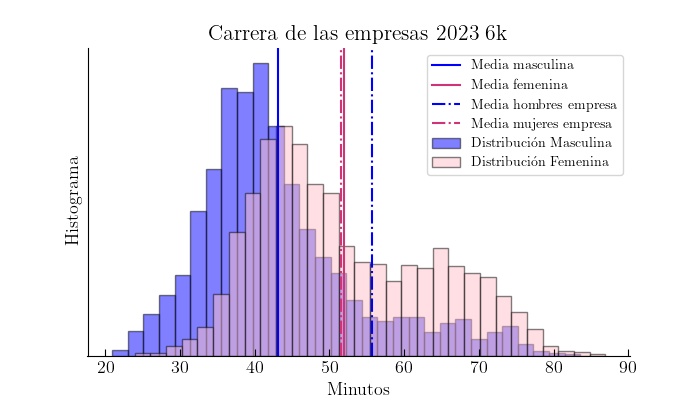 Carrera de las empresas 2023 6k
Media masculina
Media femenina
Media hombres empresa
Media mujeres empresa
Distribución Masculina
Distribución Femenina
Histograma
20 30 40 50 60 70 80 90
Minutos